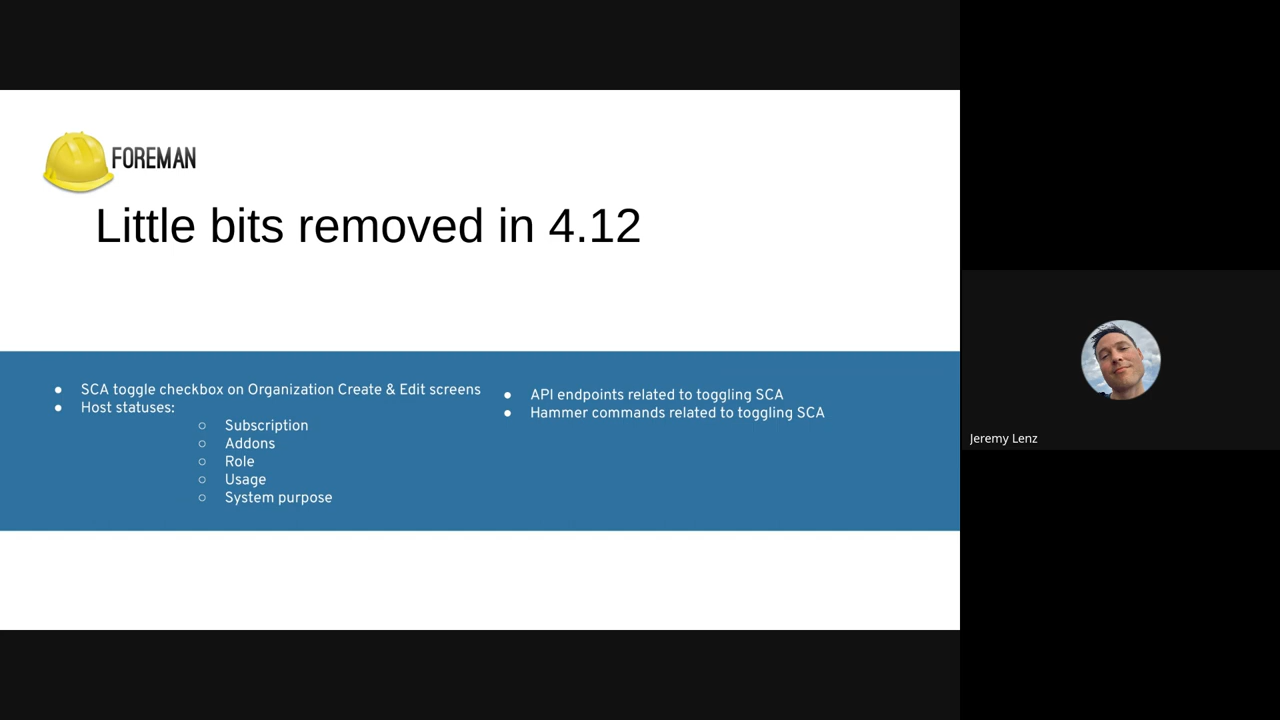 FOREMAN
Little bits removed in 4.12
● SCA toggle checkbox on Organization Create & Edit screens
● Host statuses:
○ Subscription
○ Addons
○ Role
○ Usage
○ System purpose
● API endpoints related to toggling SCA
● Hammer commands related to toggling SCA
Jeremy Lenz